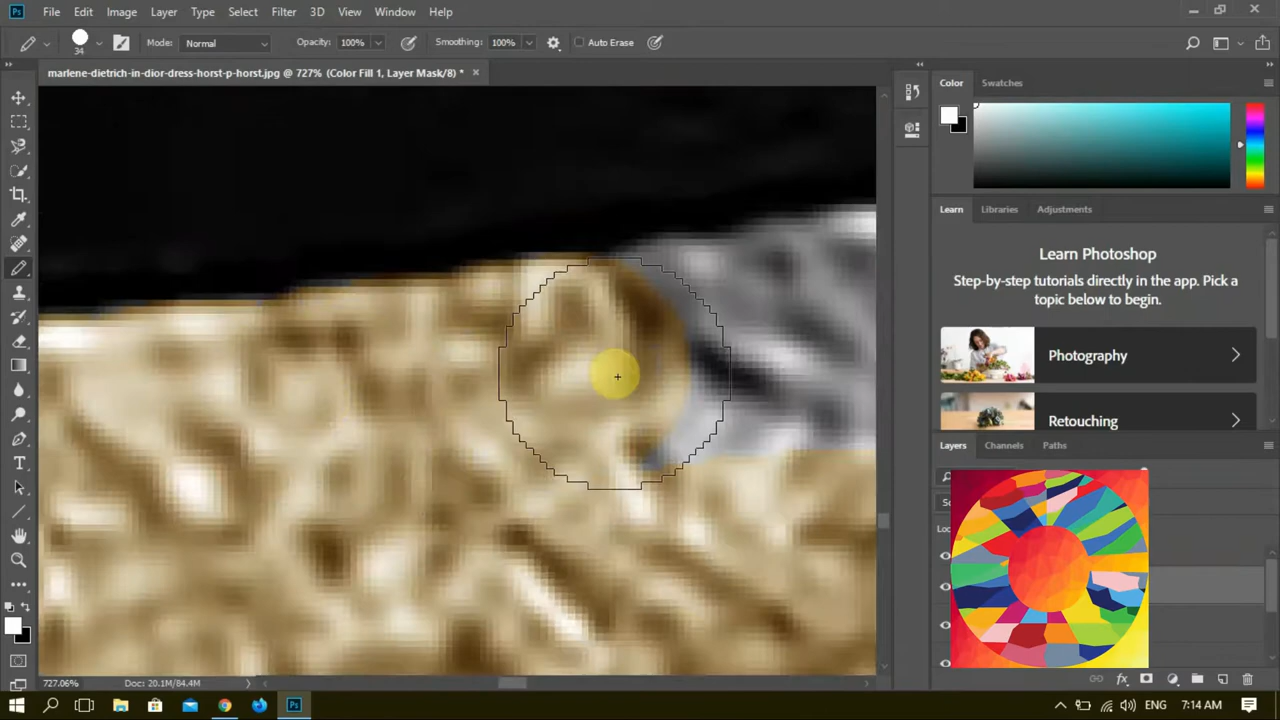 Ps File Edit Image Layer Type Select Filter 3D View Window Help
34 Mode: Normal Opacity: 100% Smoothing: 100% Auto Erase
marlene-dietrich-in-dior-dress-horst-p-horst.jpg @ 727% (Color Fill 1, Layer Mask/8) *
Color Swatches
Learn Libraries Adjustments
Learn Photoshop
Step-by-step tutorials directly in the app. Pick a
topic below to begin.
Photography
Retouching
Layers Channels Paths
727.06% Doc: 20.1M/84.4M
Ps ENG 7:14 AM